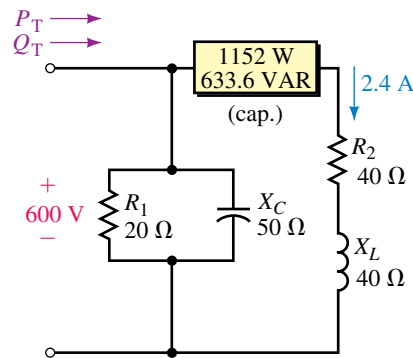 P_T
Q_T
1152 W
633.6 VAR
(cap.)
2.4 A
R_2
40 Ω
+
600 V
−
R_1
20 Ω
X_C
50 Ω
X_L
40 Ω